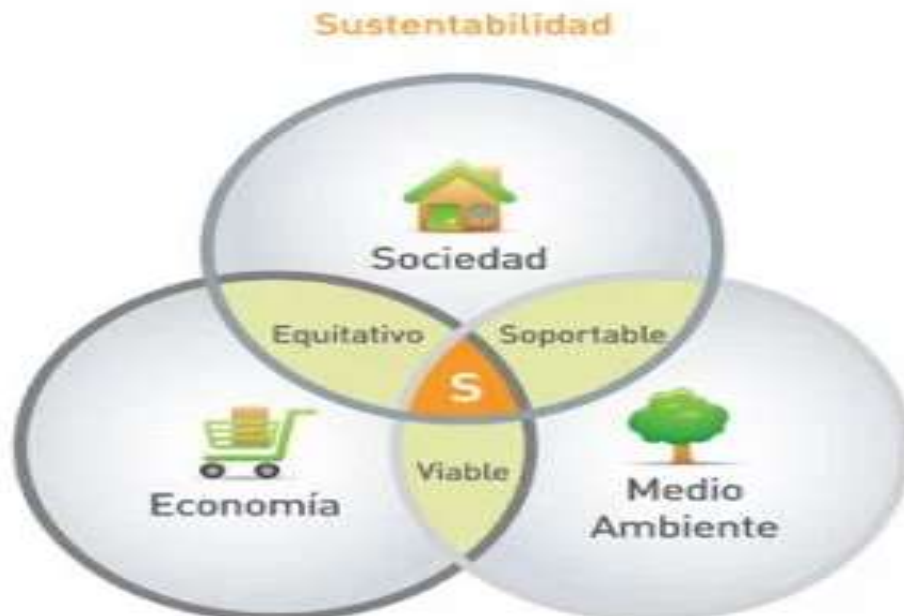 Sustentabilidad
Sociedad
Equitativo
Soportable
S
Viable
Economía
Medio
Ambiente